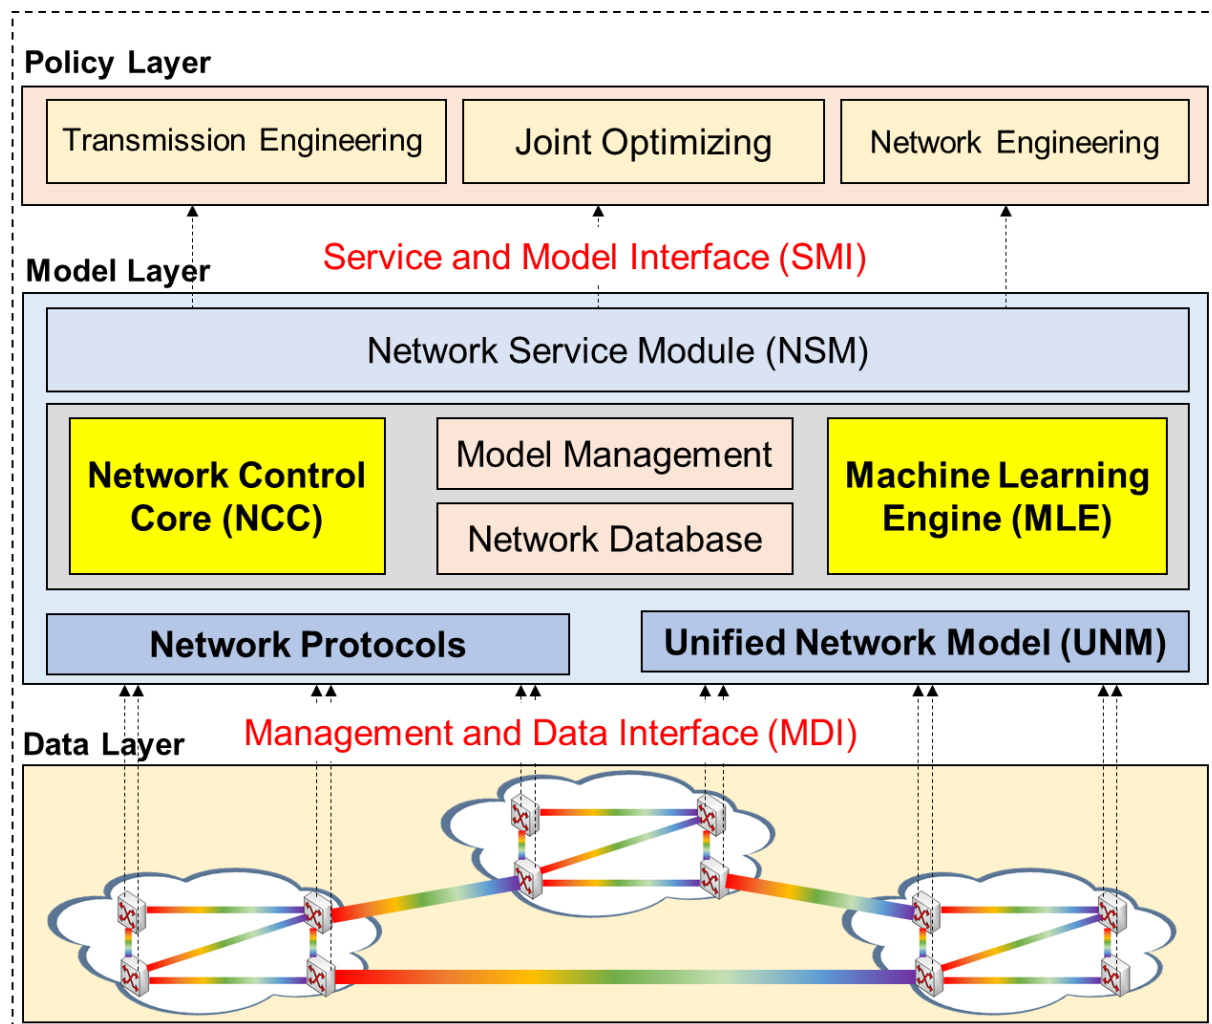 Policy Layer
Transmission Engineering
Joint Optimizing
Network Engineering
Service and Model Interface (SMI)
Model Layer
Network Service Module (NSM)
Network Control
Core (NCC)
Model Management
Network Database
Machine Learning
Engine (MLE)
Network Protocols
Unified Network Model (UNM)
Management and Data Interface (MDI)
Data Layer